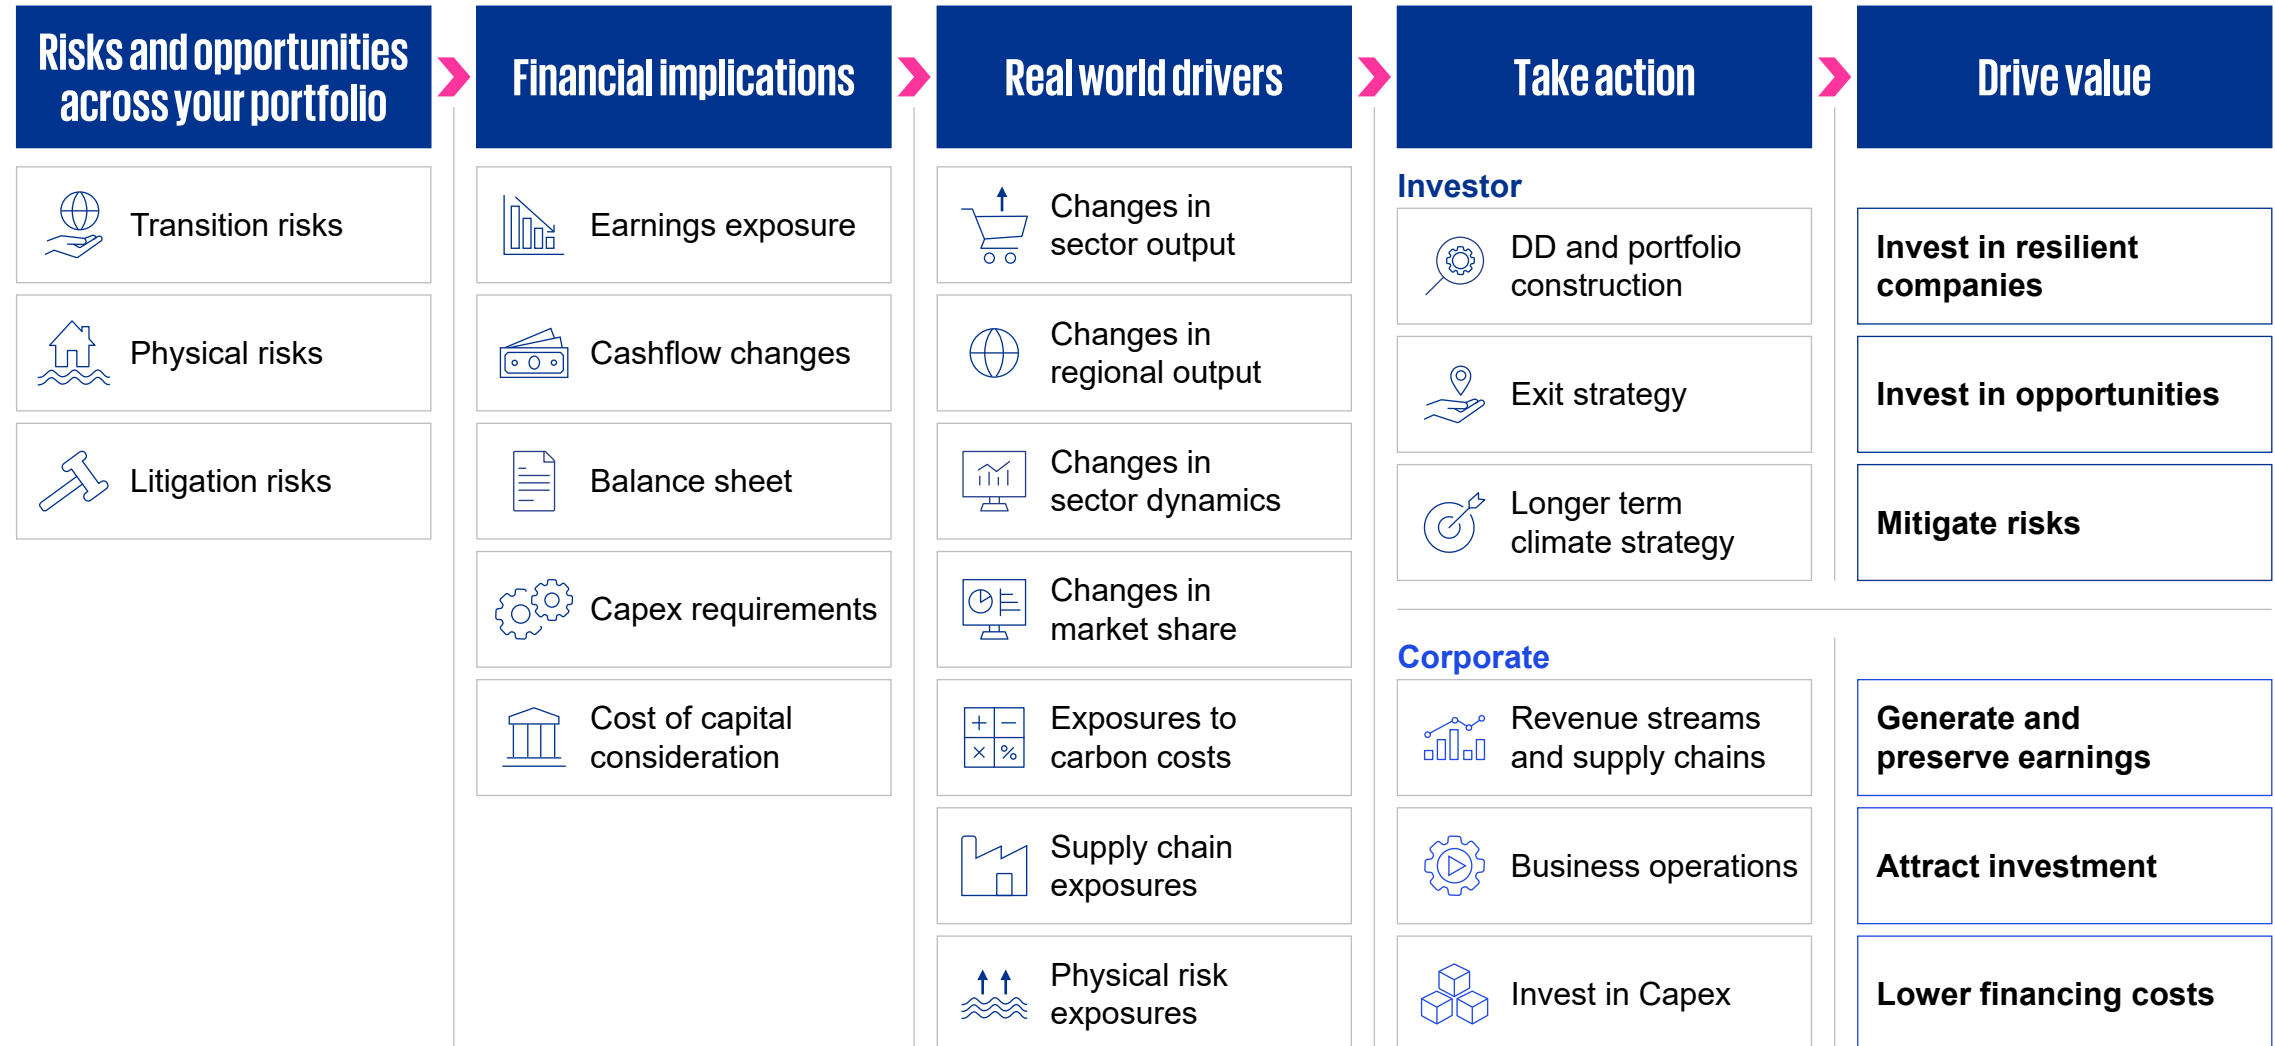 Risks and opportunities
across your portfolio
Transition risks
Physical risks
Litigation risks
Financial implications
Earnings exposure
Cashflow changes
Balance sheet
Capex requirements
Cost of capital
consideration
Real world drivers
Changes in
sector output
Changes in
regional output
Changes in
sector dynamics
Changes in
market share
Exposures to
carbon costs
Supply chain
exposures
Physical risk
exposures
Take action
Investor
DD and portfolio
construction
Exit strategy
Longer term
climate strategy
Corporate
Revenue streams
and supply chains
Business operations
Invest in Capex
Drive value
Invest in resilient
companies
Invest in opportunities
Mitigate risks
Generate and
preserve earnings
Attract investment
Lower financing costs